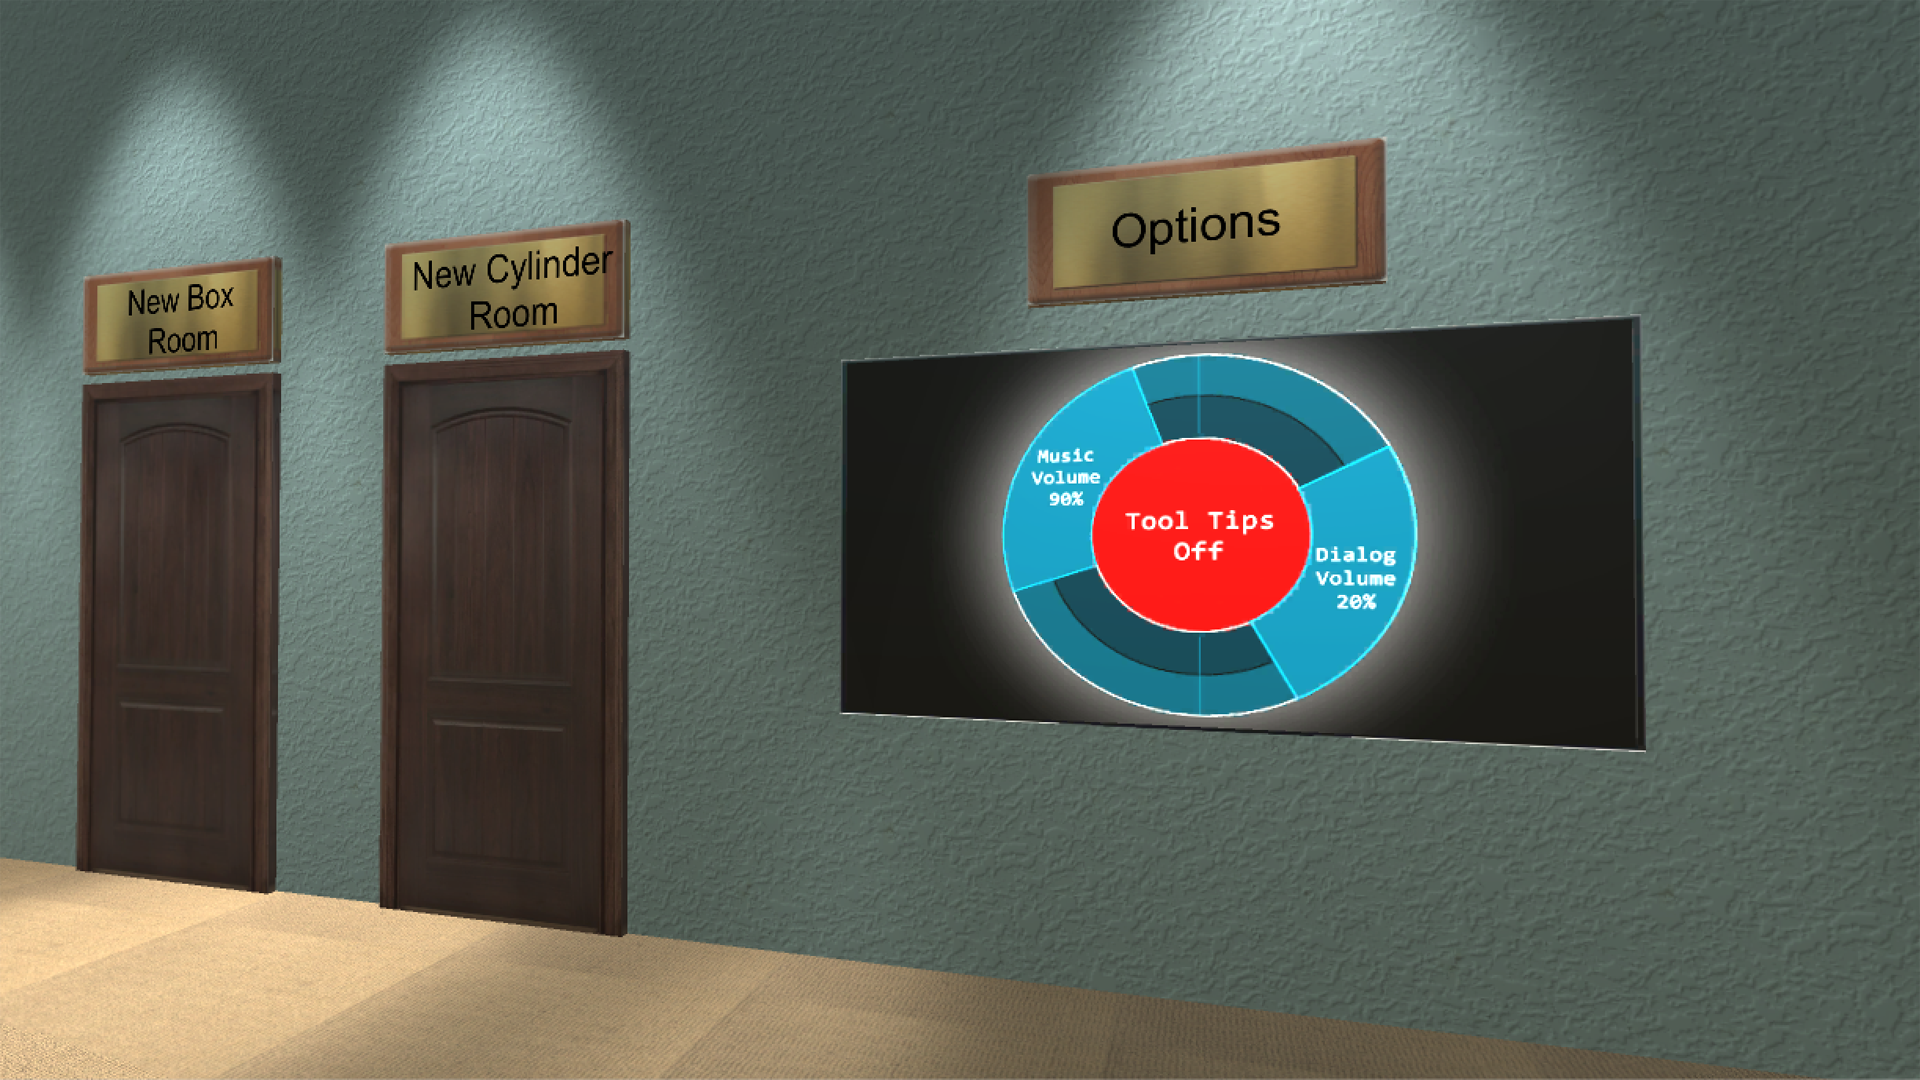 New Box
Room
New Cylinder
Room
Options
Music
Volume
90%
Tool Tips
Off
Dialog
Volume
20%